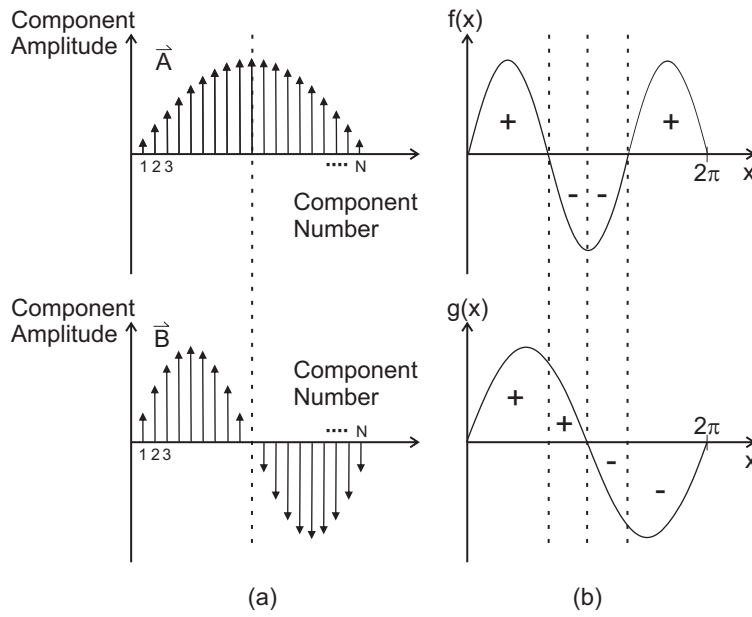 Component
Amplitude
A
1 2 3
.... N
Component
Number
f(x)
+
- -
+
2π
x
Component
Amplitude
B
1 2 3
.... N
Component
Number
g(x)
+
+
-
-
2π
x
(a)
(b)